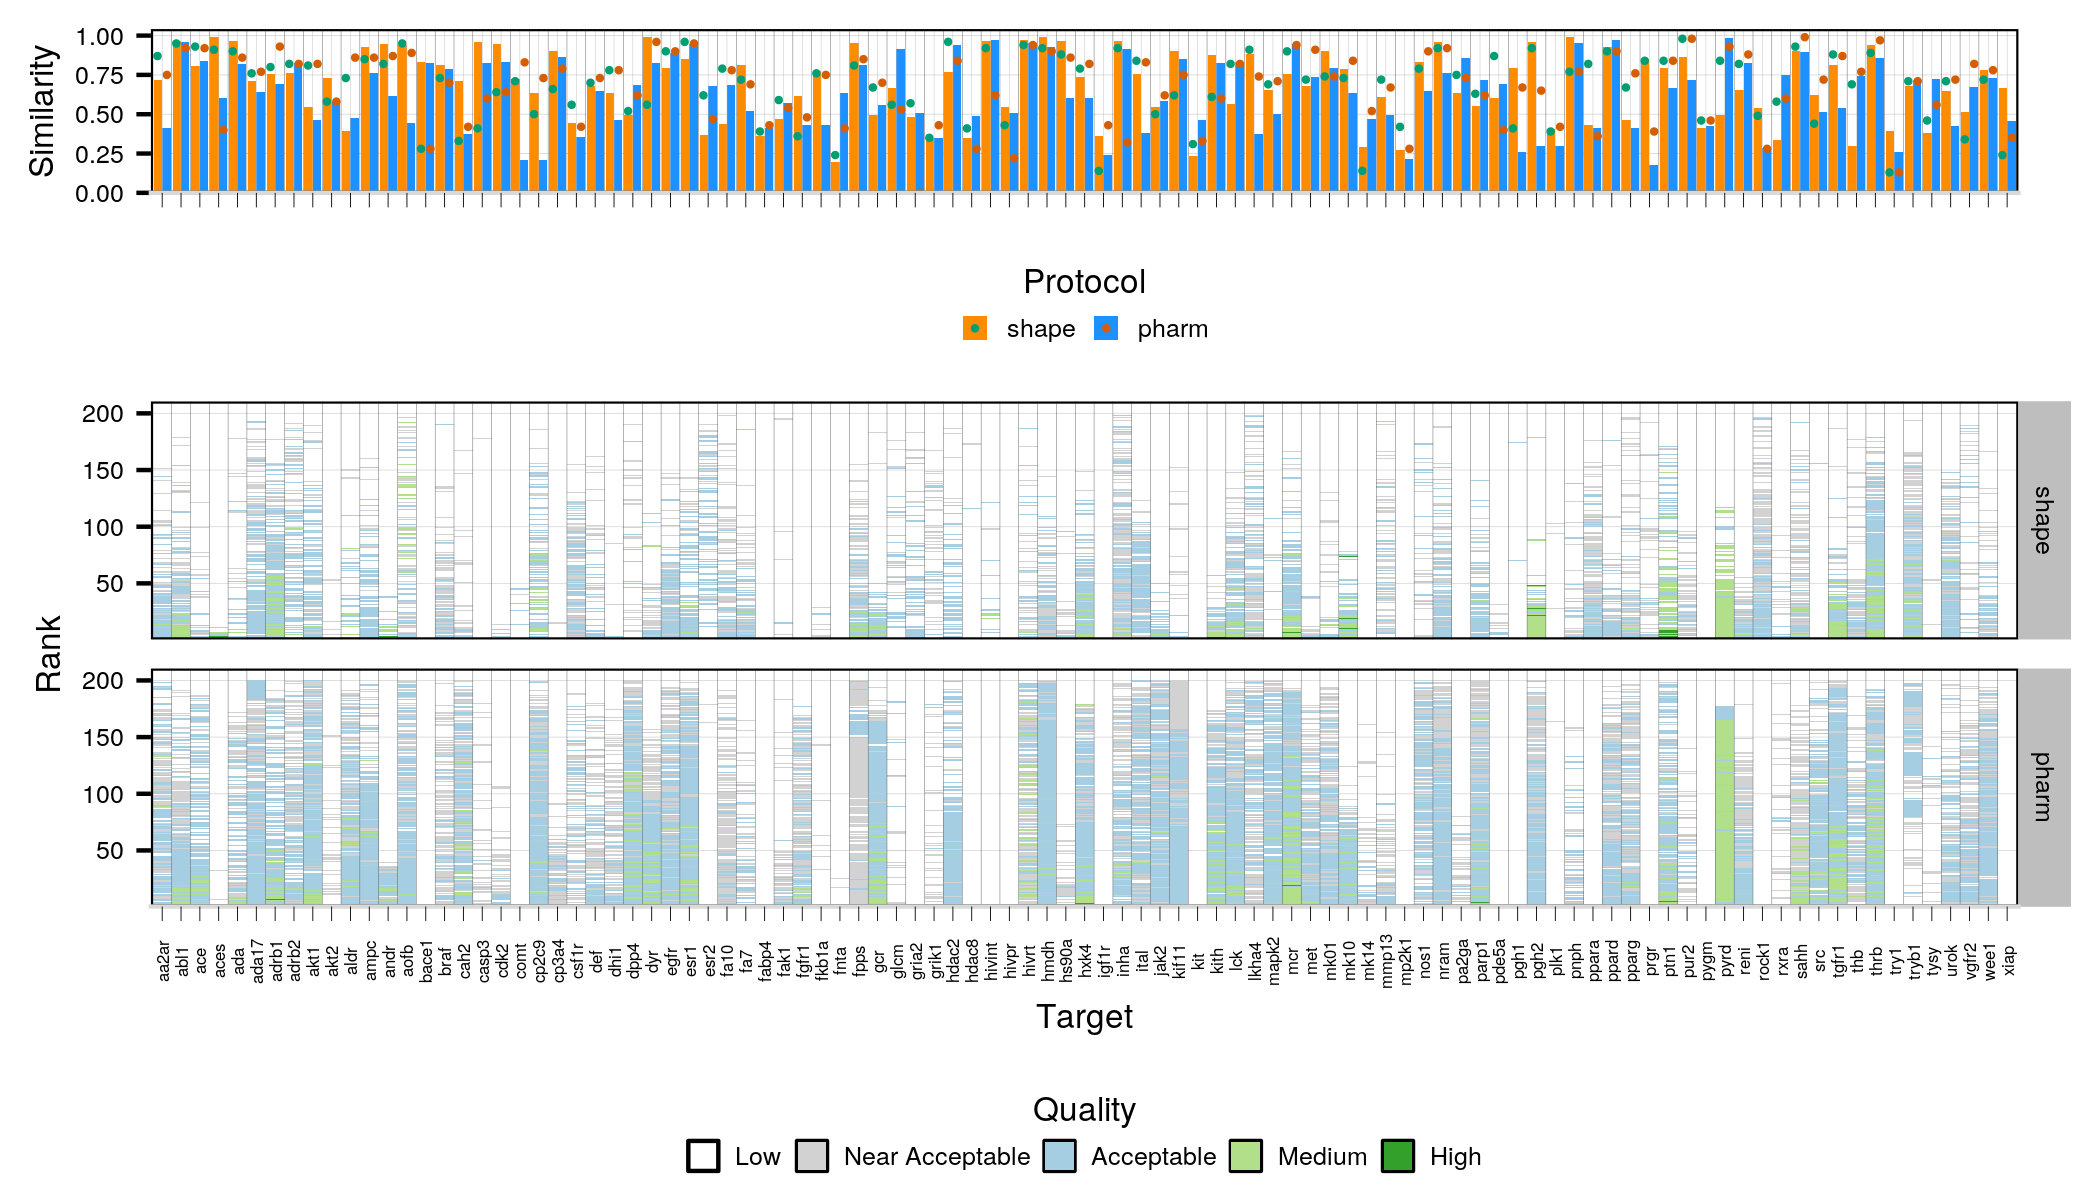 1.00
0.75
0.50
0.25
0.00
Similarity
Protocol
shape pharm
200
150
100
50
shape
Rank
200
150
100
50
pharm
aa2ar abl1 ace aces ada ada17 adrb1 adrb2 akt1 akt2 aldr ampc andr aofb bace1 braf cah2 casp3 cdk2 comt cp2c9 cp3a4 csf1r def dhi1 dpp4 dyr egfr esr1 esr2 fa10 fa7 fabp4 fak1 fgfr1 fkb1a fnta fpps gcr glcm gria2 grik1 hdac2 hdac8 hivint hivpr hivrt hmdh hs90a hxk4 igf1r inha ital jak2 kif11 kit kith lck lkha4 mapk2 mcr met mk01 mk10 mk14 mmp13 mp2k1 nos1 nram pa2ga parp1 pde5a pgh1 pgh2 plk1 pnph ppara ppard pparg prgr ptn1 pur2 pygm pyrd reni rock1 rxra sahh src tgfr1 thb thrb try1 tryb1 tysy urok vgfr2 wee1 xiap
Target
Quality
Low Near Acceptable Acceptable Medium High